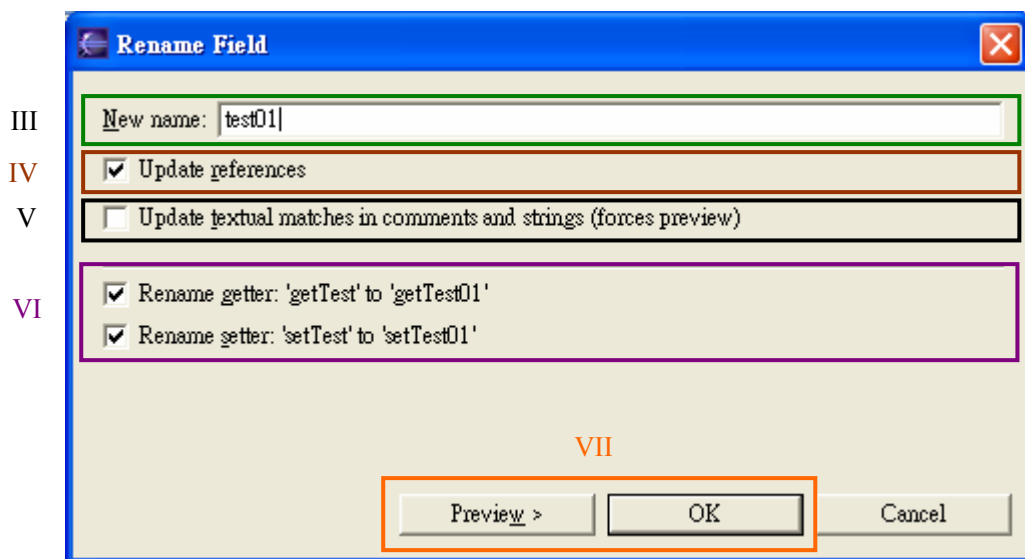 Rename Field
III New name: test01
IV Update references
V Update textual matches in comments and strings (forces preview)
VI
Rename getter: 'getTest' to 'getTest01'
Rename setter: 'setTest' to 'setTest01'
VII
Preview > OK Cancel